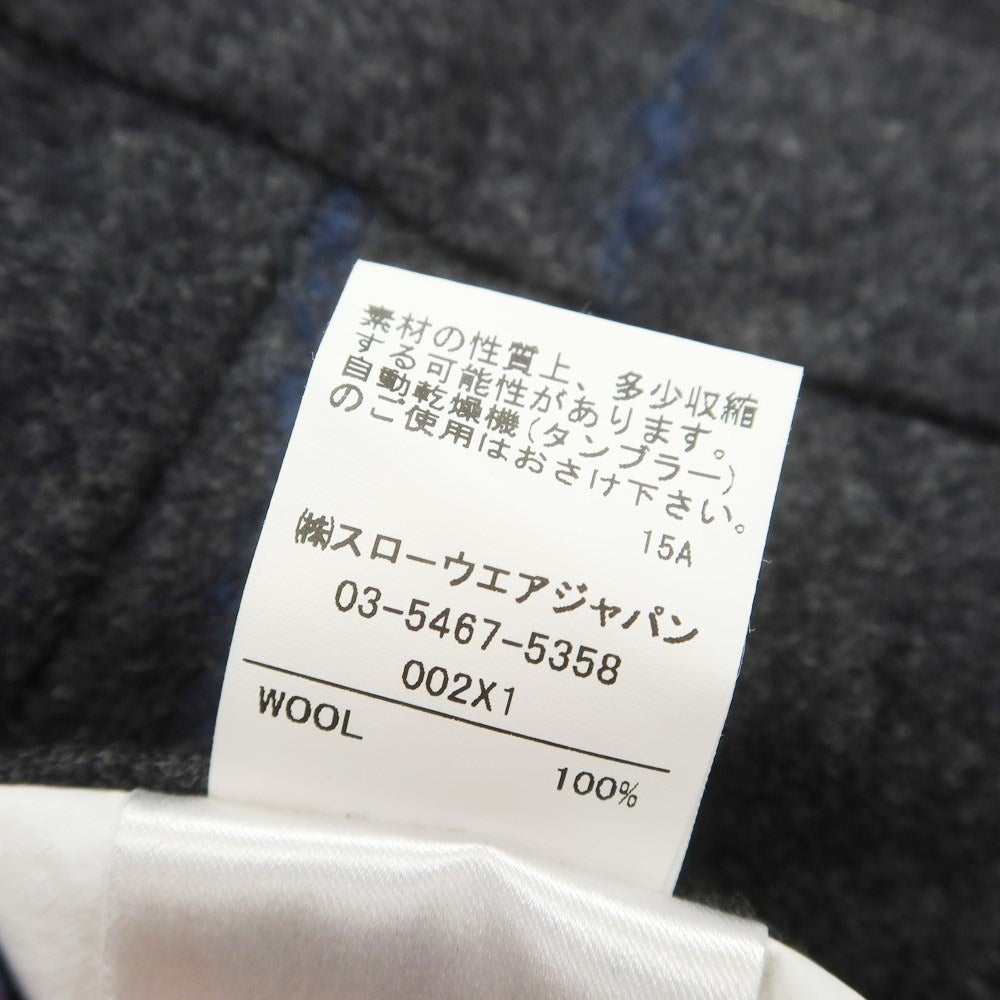 素材の性質上、多少収縮
する可能性があります。
自動乾燥機(タンブラー)
のご使用はおさけ下さい。
15A
㈱スローウエアジャパン
03-5467-5358
002X1
WOOL
100%